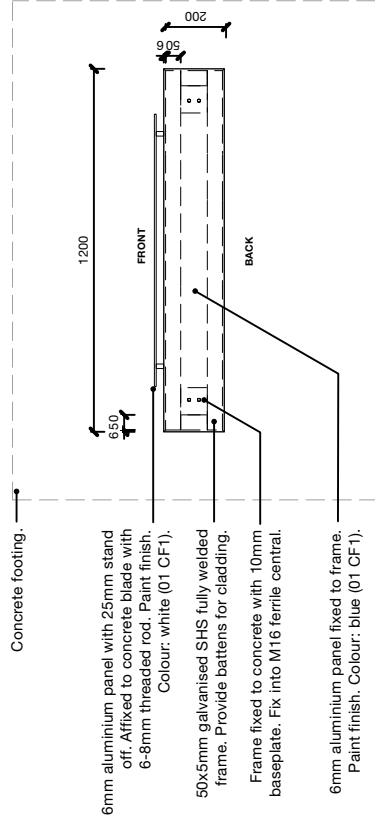 Concrete footing.
6mm aluminium panel with 25mm stand
off. Affixed to concrete blade with
6-8mm threaded rod. Paint finish.
Colour: white (01 CF1).
50x5mm galvanised SHS fully welded
frame. Provide battens for cladding.
Frame fixed to concrete with 10mm
baseplate. Fix into M16 ferrile central.
6mm aluminium panel fixed to frame.
Paint finish. Colour: blue (01 CF1).
6 50
1200
FRONT
BACK
50 6
200